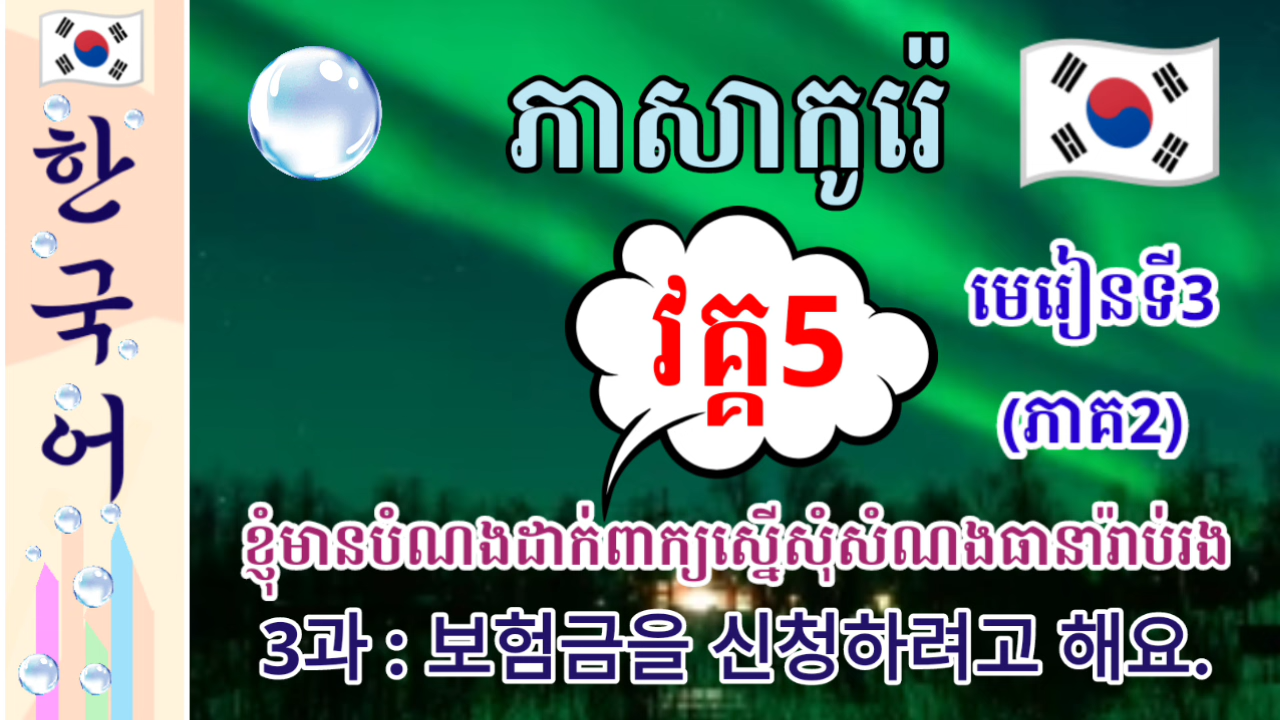 한국어
ភាសាកូរ៉េ
វគ្គ5
មេរៀនទី3
(ភាគ2)
ខ្ញុំមានបំណងដាក់ពាក្យស្នើសុំសំណងធានារ៉ាប់រង
3과 : 보험금을 신청하려고 해요.